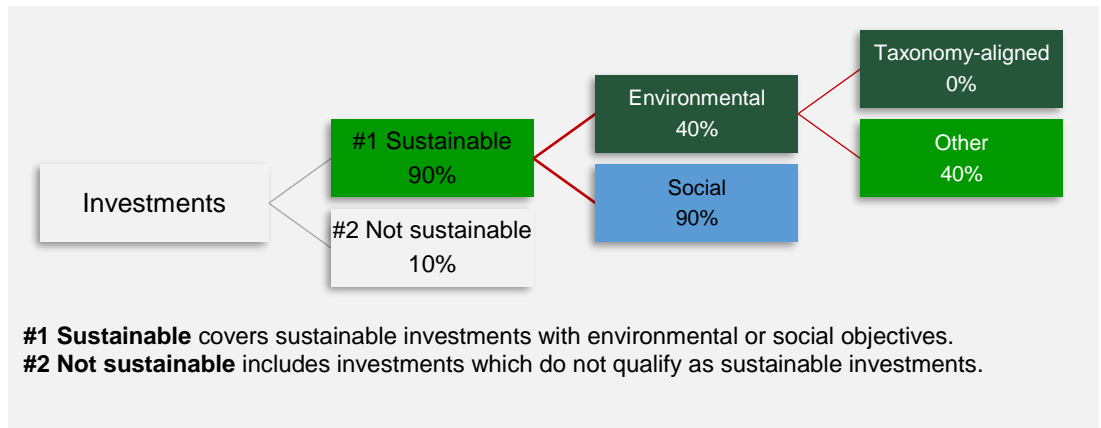 Investments
#1 Sustainable
90%
#2 Not sustainable
10%
Environmental
40%
Social
90%
Taxonomy-aligned
0%
Other
40%
#1 Sustainable covers sustainable investments with environmental or social objectives.
#2 Not sustainable includes investments which do not qualify as sustainable investments.